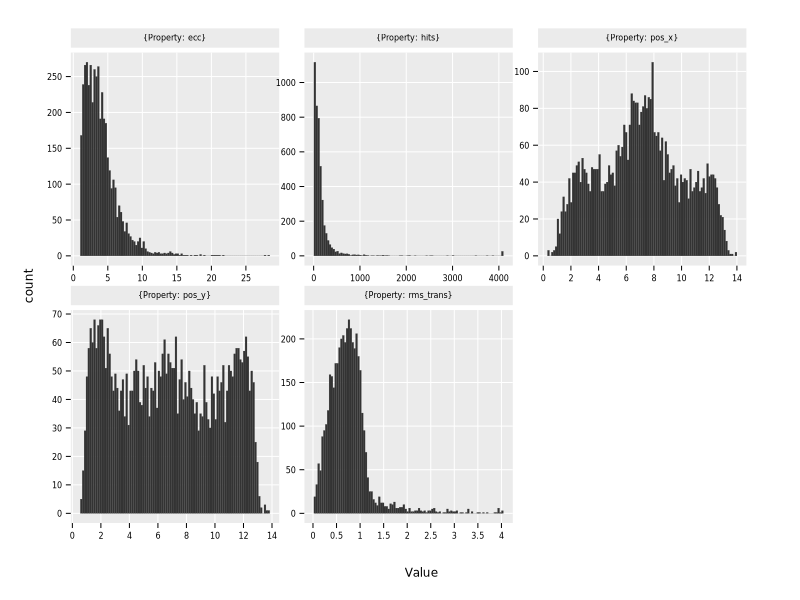 {Property: ecc}
{Property: hits}
{Property: pos_x}
250
200
150
100
50
0
0 5 10 15 20 25
1000
800
600
400
200
0
0 1000 2000 3000 4000
100
80
60
40
20
0
0 2 4 6 8 10 12 14
count
{Property: pos_y}
{Property: rms_trans}
70
60
50
40
30
20
10
0
0 2 4 6 8 10 12 14
200
150
100
50
0
0 0.5 1 1.5 2 2.5 3 3.5 4
Value